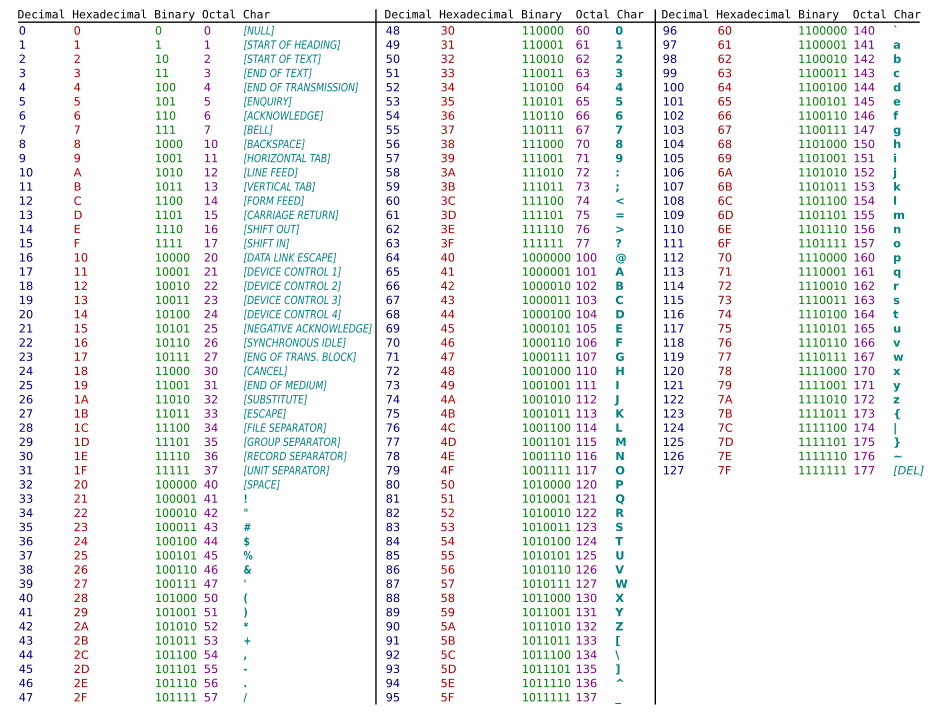 Decimal Hexadecimal Binary Octal Char
0 0 0 0 [NULL]
1 1 1 1 [START OF HEADING]
2 2 10 2 [START OF TEXT]
3 3 11 3 [END OF TEXT]
4 4 100 4 [END OF TRANSMISSION]
5 5 101 5 [ENQUIRY]
6 6 110 6 [ACKNOWLEDGE]
7 7 111 7 [BELL]
8 8 1000 10 [BACKSPACE]
9 9 1001 11 [HORIZONTAL TAB]
10 A 1010 12 [LINE FEED]
11 B 1011 13 [VERTICAL TAB]
12 C 1100 14 [FORM FEED]
13 D 1101 15 [CARRIAGE RETURN]
14 E 1110 16 [SHIFT OUT]
15 F 1111 17 [SHIFT IN]
16 10 10000 20 [DATA LINK ESCAPE]
17 11 10001 21 [DEVICE CONTROL 1]
18 12 10010 22 [DEVICE CONTROL 2]
19 13 10011 23 [DEVICE CONTROL 3]
20 14 10100 24 [DEVICE CONTROL 4]
21 15 10101 25 [NEGATIVE ACKNOWLEDGE]
22 16 10110 26 [SYNCHRONOUS IDLE]
23 17 10111 27 [ENG OF TRANS. BLOCK]
24 18 11000 30 [CANCEL]
25 19 11001 31 [END OF MEDIUM]
26 1A 11010 32 [SUBSTITUTE]
27 1B 11011 33 [ESCAPE]
28 1C 11100 34 [FILE SEPARATOR]
29 1D 11101 35 [GROUP SEPARATOR]
30 1E 11110 36 [RECORD SEPARATOR]
31 1F 11111 37 [UNIT SEPARATOR]
32 20 100000 40 [SPACE]
33 21 100001 41 !
34 22 100010 42 "
35 23 100011 43 #
36 24 100100 44 $
37 25 100101 45 %
38 26 100110 46 &
39 27 100111 47 '
40 28 101000 50 (
41 29 101001 51 )
42 2A 101010 52 *
43 2B 101011 53 +
44 2C 101100 54 ,
45 2D 101101 55 -
46 2E 101110 56 .
47 2F 101111 57 /
Decimal Hexadecimal Binary Octal Char
48 30 110000 60 0
49 31 110001 61 1
50 32 110010 62 2
51 33 110011 63 3
52 34 110100 64 4
53 35 110101 65 5
54 36 110110 66 6
55 37 110111 67 7
56 38 111000 70 8
57 39 111001 71 9
58 3A 111010 72 :
59 3B 111011 73 ;
60 3C 111100 74 <
61 3D 111101 75 =
62 3E 111110 76 >
63 3F 111111 77 ?
64 40 1000000 100 @
65 41 1000001 101 A
66 42 1000010 102 B
67 43 1000011 103 C
68 44 1000100 104 D
69 45 1000101 105 E
70 46 1000110 106 F
71 47 1000111 107 G
72 48 1001000 110 H
73 49 1001001 111 I
74 4A 1001010 112 J
75 4B 1001011 113 K
76 4C 1001100 114 L
77 4D 1001101 115 M
78 4E 1001110 116 N
79 4F 1001111 117 O
80 50 1010000 120 P
81 51 1010001 121 Q
82 52 1010010 122 R
83 53 1010011 123 S
84 54 1010100 124 T
85 55 1010101 125 U
86 56 1010110 126 V
87 57 1010111 127 W
88 58 1011000 130 X
89 59 1011001 131 Y
90 5A 1011010 132 Z
91 5B 1011011 133 [
92 5C 1011100 134 \
93 5D 1011101 135 ]
94 5E 1011110 136 ^
95 5F 1011111 137 _
Decimal Hexadecimal Binary Octal Char
96 60 1100000 140 `
97 61 1100001 141 a
98 62 1100010 142 b
99 63 1100011 143 c
100 64 1100100 144 d
101 65 1100101 145 e
102 66 1100110 146 f
103 67 1100111 147 g
104 68 1101000 150 h
105 69 1101001 151 i
106 6A 1101010 152 j
107 6B 1101011 153 k
108 6C 1101100 154 l
109 6D 1101101 155 m
110 6E 1101110 156 n
111 6F 1101111 157 o
112 70 1110000 160 p
113 71 1110001 161 q
114 72 1110010 162 r
115 73 1110011 163 s
116 74 1110100 164 t
117 75 1110101 165 u
118 76 1110110 166 v
119 77 1110111 167 w
120 78 1111000 170 x
121 79 1111001 171 y
122 7A 1111010 172 z
123 7B 1111011 173 {
124 7C 1111100 174 |
125 7D 1111101 175 }
126 7E 1111110 176 ~
127 7F 1111111 177 [DEL]